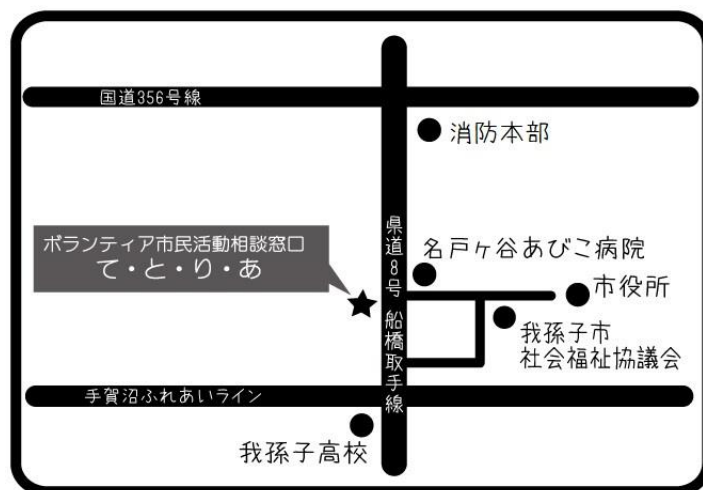 国道356号線
消防本部
ボランティア市民活動相談窓口
て・と・り・あ
県道8号 船橋取手線
名戸ヶ谷あびこ病院
市役所
我孫子市
社会福祉協議会
手賀沼ふれあいライン
我孫子高校